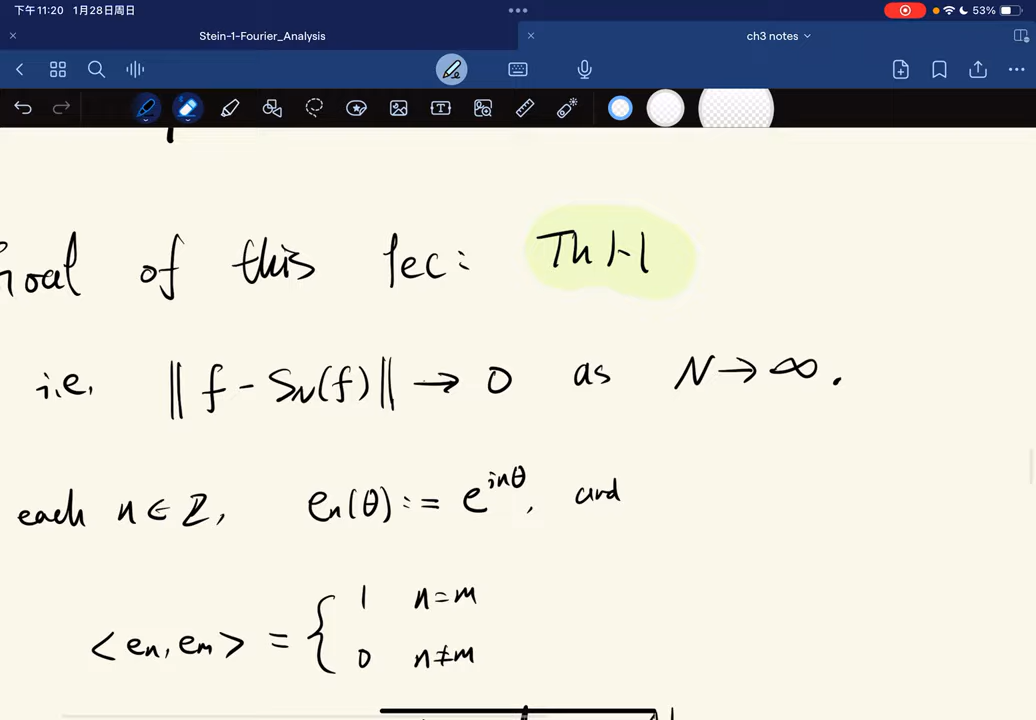 下午11:20 1月28日周日
53%
Stein-1-Fourier_Analysis
ch3 notes
Goal of this lec: Th 1-1
i.e. || f - S_N(f) || → 0 as N → ∞.
each n ∈ Z, e_n(θ) := e^{inθ}, and
<e_n, e_m> = { 1 n=m
0 n≠m